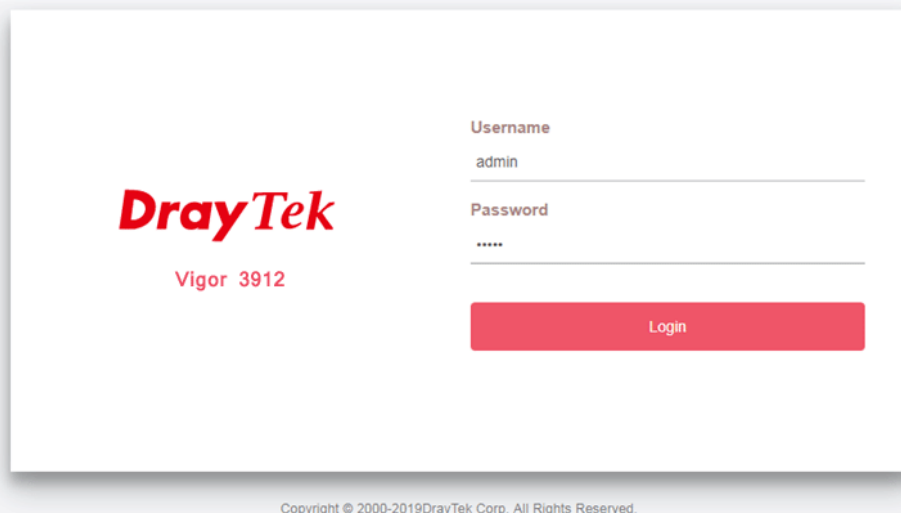 DrayTek
Vigor 3912
Username
admin
Password
•••••
Login
Copyright © 2000-2019DrayTek Corp. All Rights Reserved.